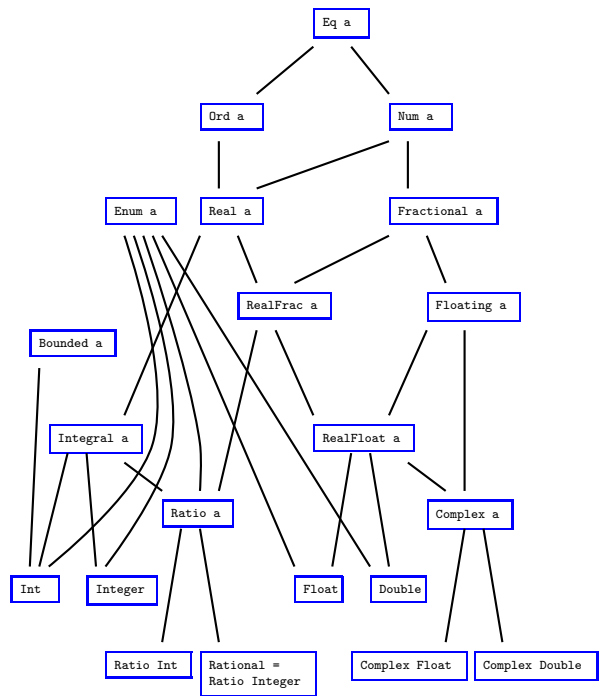 Eq a
Ord a
Num a
Enum a
Real a
Fractional a
RealFrac a
Floating a
Bounded a
Integral a
RealFloat a
Ratio a
Complex a
Int
Integer
Float
Double
Ratio Int
Rational =
Ratio Integer
Complex Float
Complex Double